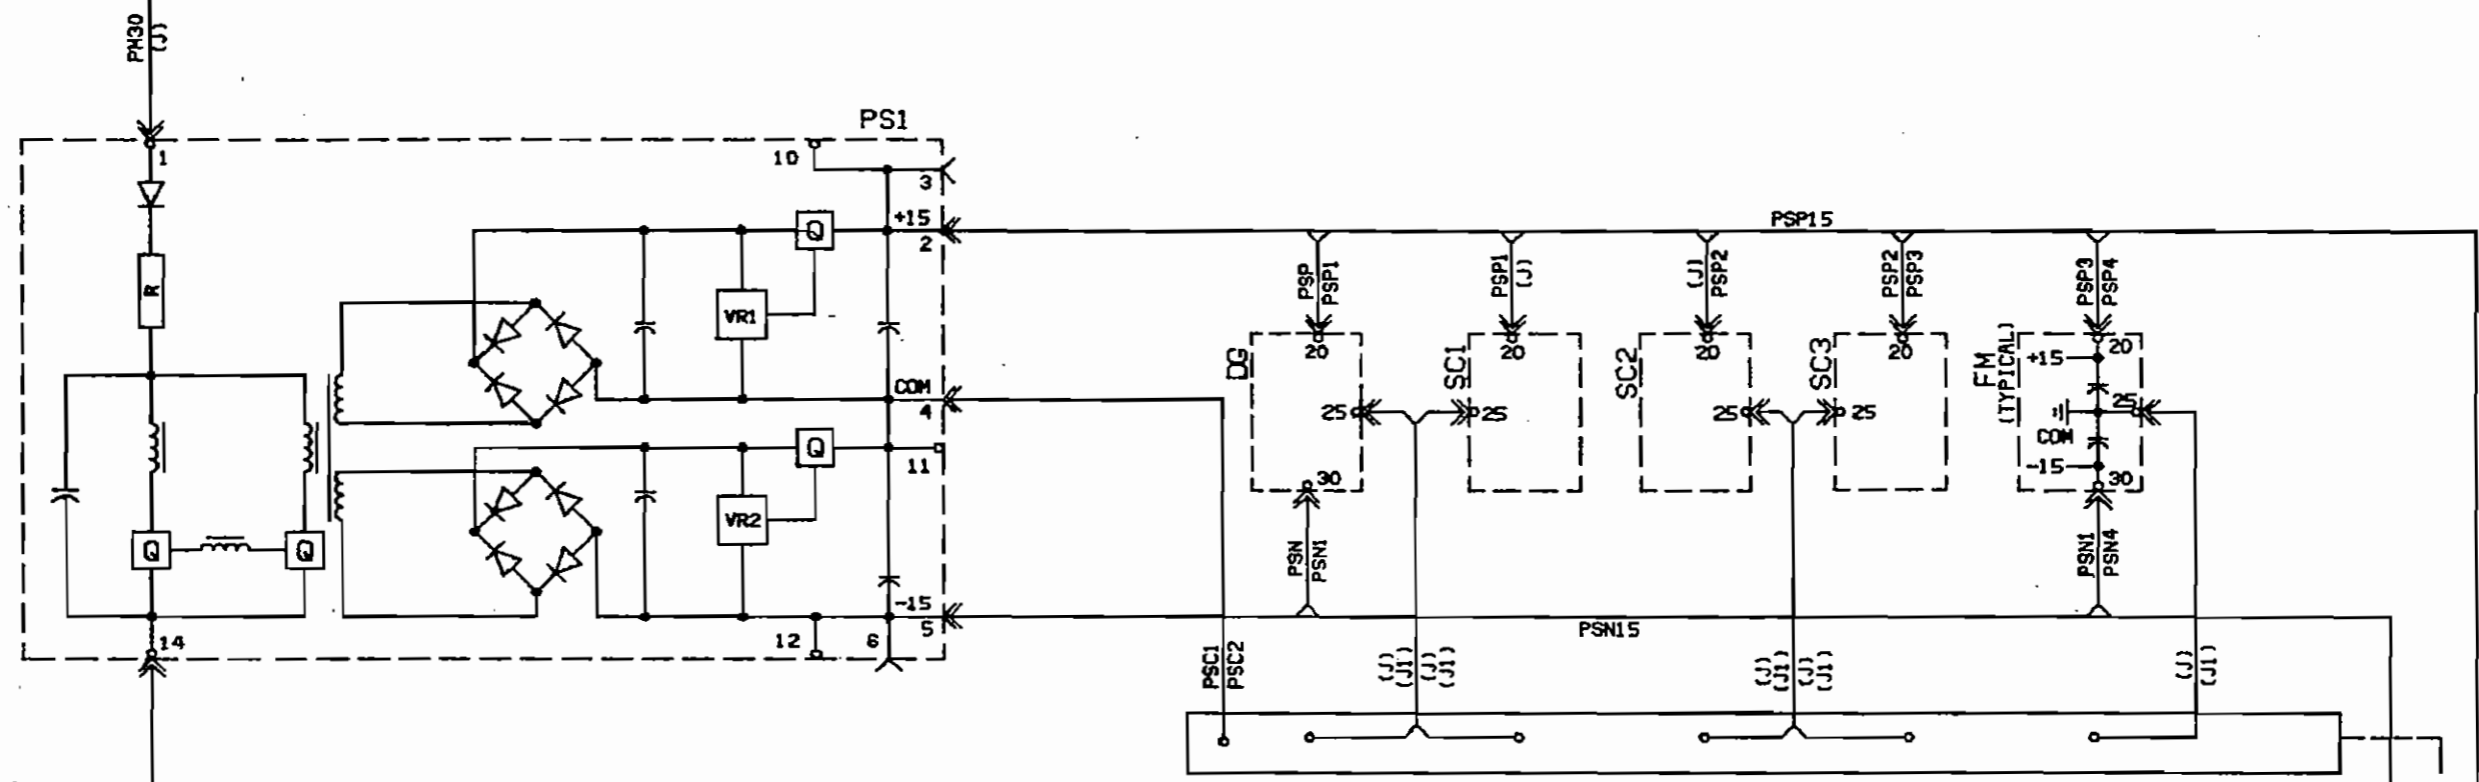 PM30
(J)
PS1
1
10
3
+15
2
R
VR1
COM
4
Q
Q
11
VR2
Q
Q
-15
5
14
12
6
PSP15
PSP
PSP1
PSP1
(J)
(J)
PSP2
PSP2
PSP3
PSP3
PSP4
DG
20
25
30
SC1
20
25
SC2
20
25
SC3
20
25
FM
(TYPICAL)
20
+15
25
COM
-15
30
PSN
PSN1
PSN1
PSN4
PSN15
PSC1
PSC2
(J)
(J1)
(J)
(J1)
(J)
(J1)
(J)
(J1)
(J)
(J1)